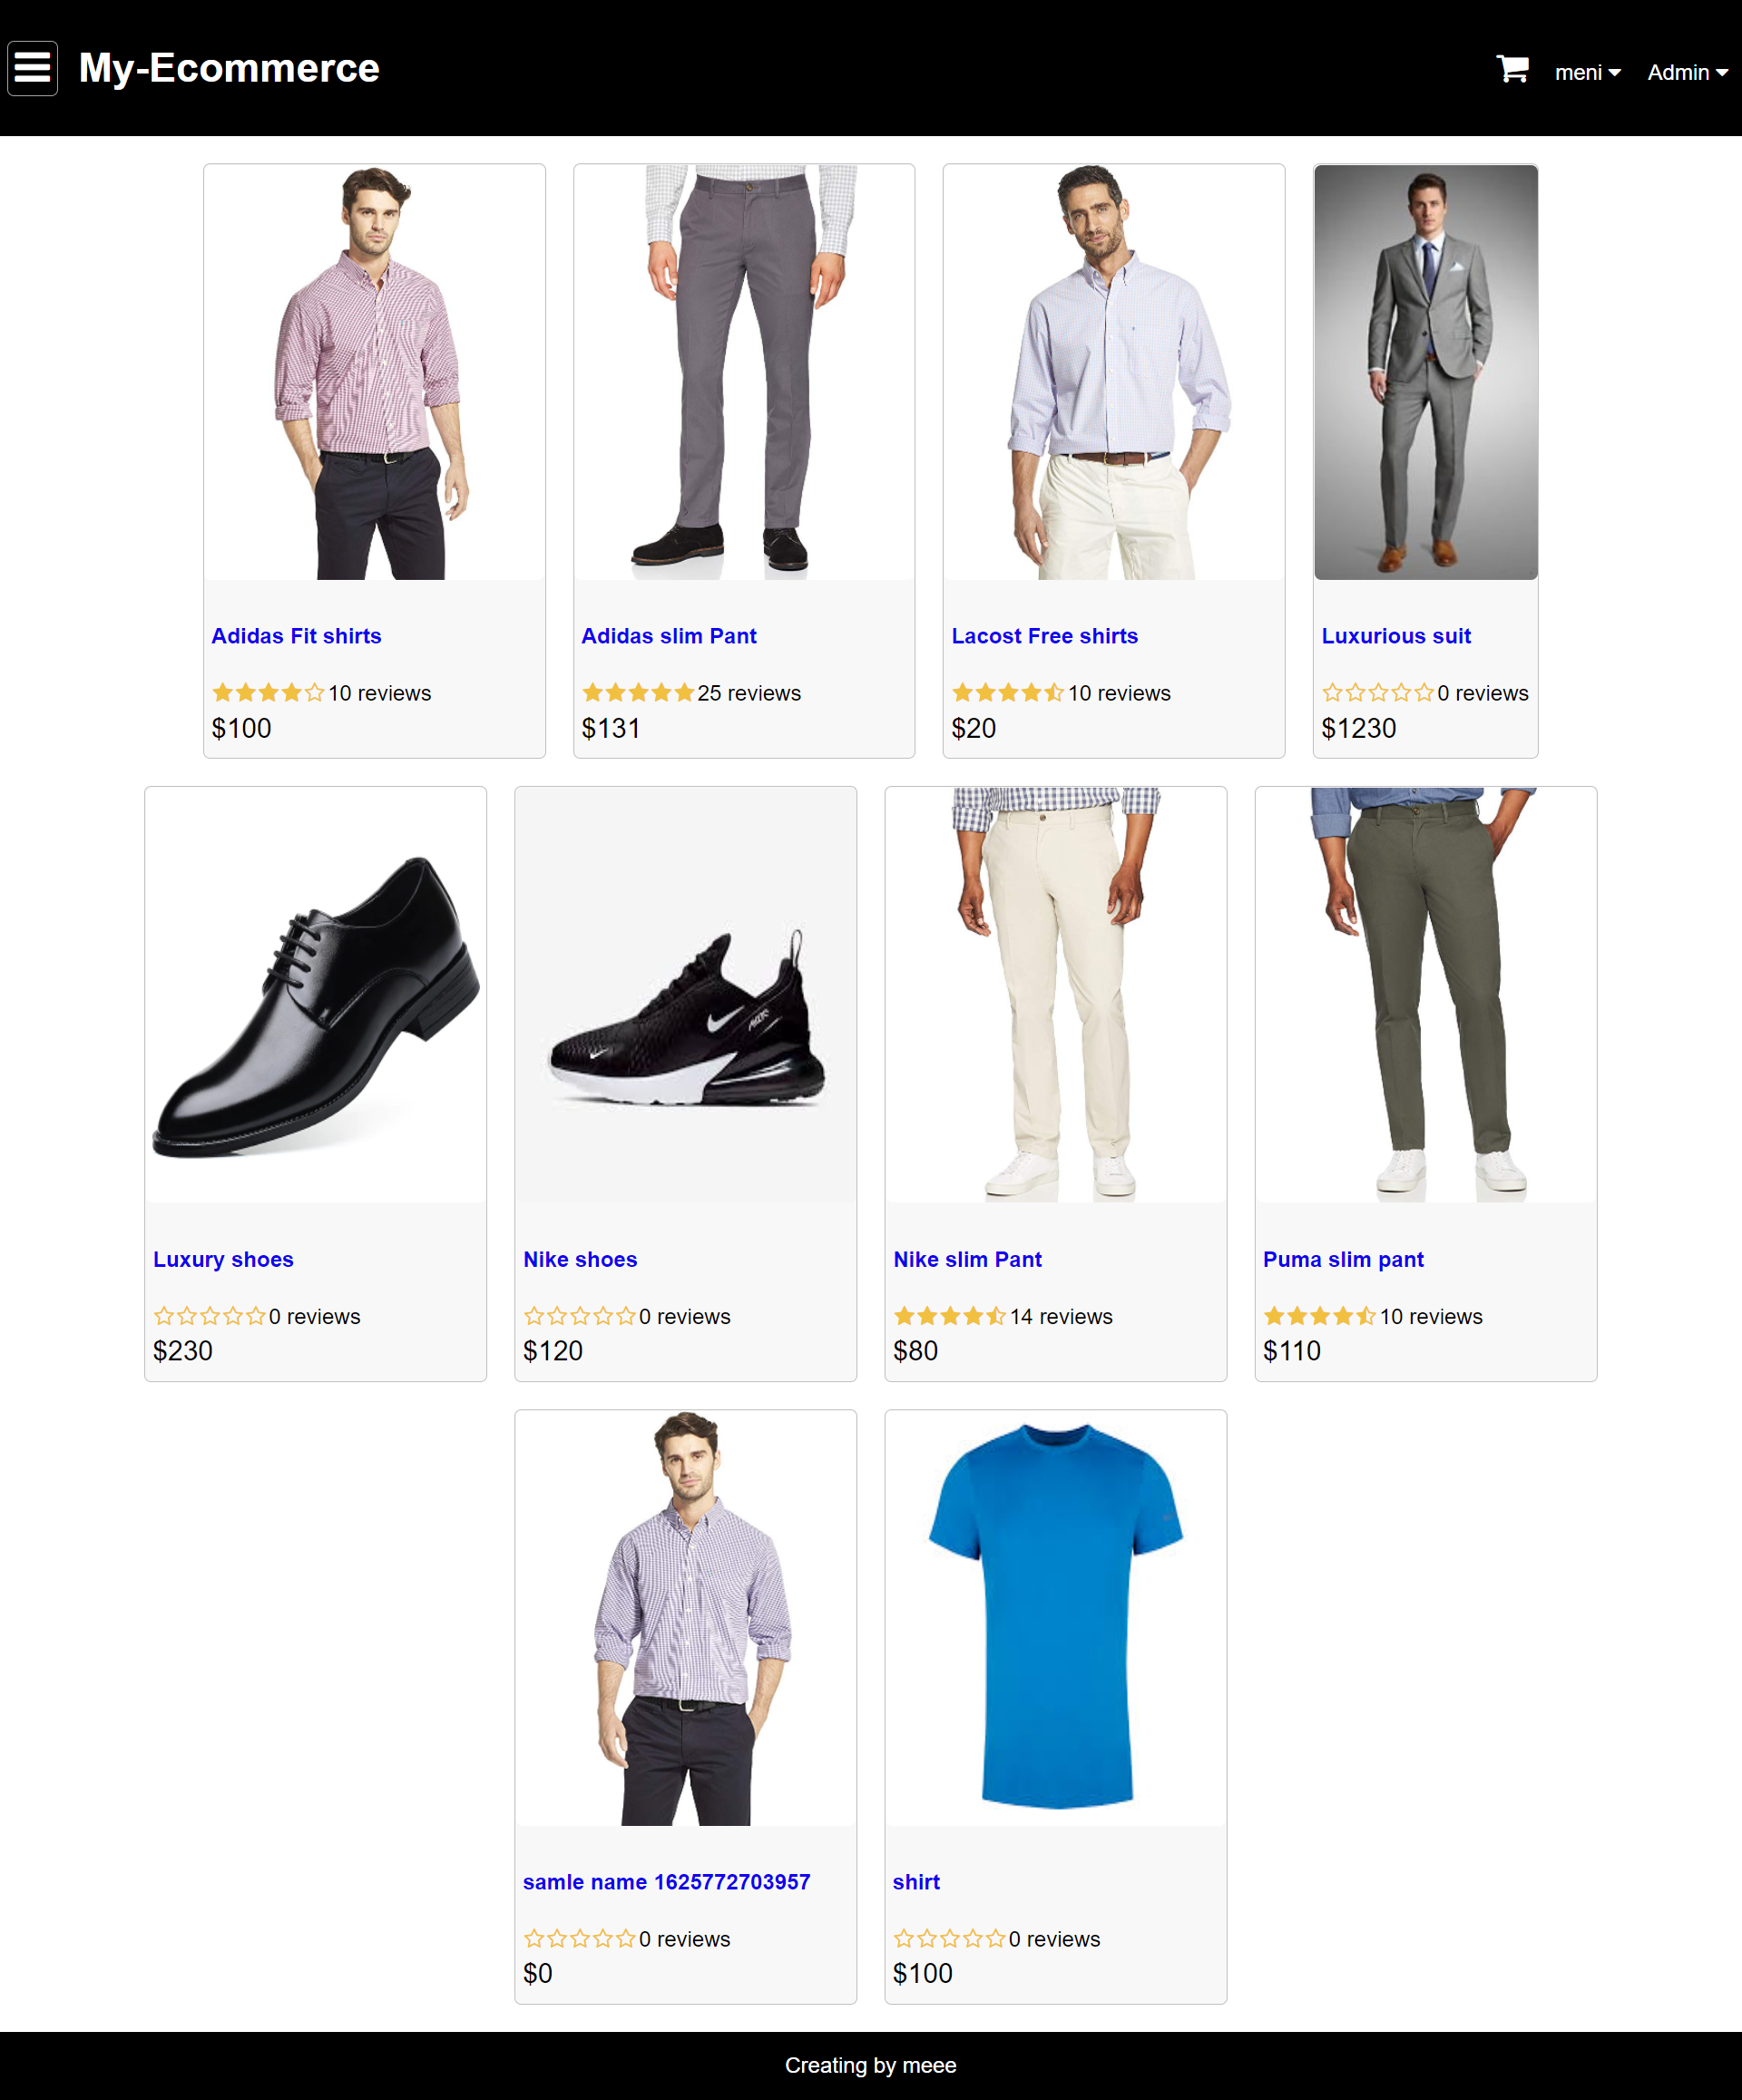 My-Ecommerce
meni
Admin
Adidas Fit shirts
10 reviews
$100
Adidas slim Pant
25 reviews
$131
Lacost Free shirts
10 reviews
$20
Luxurious suit
0 reviews
$1230
Luxury shoes
0 reviews
$230
Nike shoes
0 reviews
$120
Nike slim Pant
14 reviews
$80
Puma slim pant
10 reviews
$110
samle name 1625772703957
0 reviews
$0
shirt
0 reviews
$100
Creating by meee